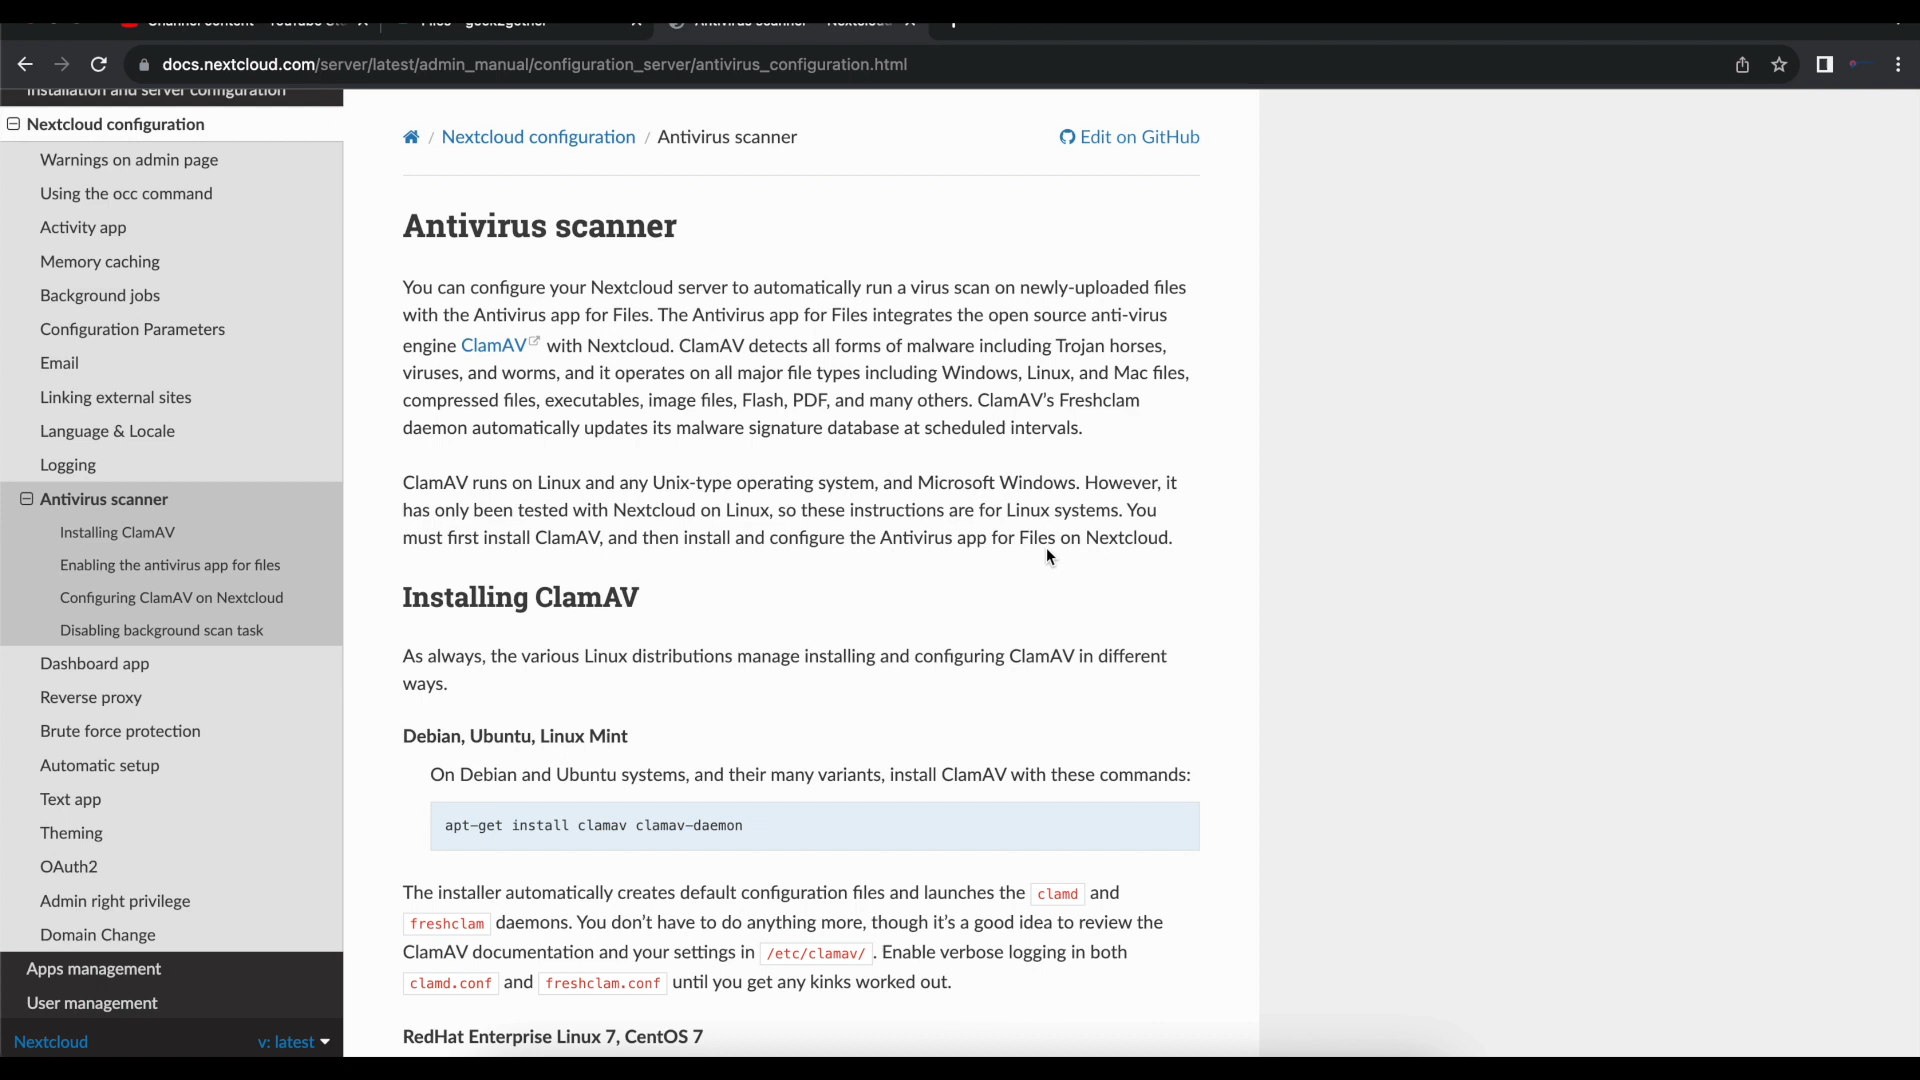 docs.nextcloud.com/server/latest/admin_manual/configuration_server/antivirus_configuration.html
Installation and server configuration
Nextcloud configuration
Warnings on admin page
Using the occ command
Activity app
Memory caching
Background jobs
Configuration Parameters
Email
Linking external sites
Language & Locale
Logging
Antivirus scanner
Installing ClamAV
Enabling the antivirus app for files
Configuring ClamAV on Nextcloud
Disabling background scan task
Dashboard app
Reverse proxy
Brute force protection
Automatic setup
Text app
Theming
OAuth2
Admin right privilege
Domain Change
Apps management
User management
Nextcloud v: latest
/ Nextcloud configuration / Antivirus scanner Edit on GitHub
Antivirus scanner
You can configure your Nextcloud server to automatically run a virus scan on newly-uploaded files
with the Antivirus app for Files. The Antivirus app for Files integrates the open source anti-virus
engine ClamAV with Nextcloud. ClamAV detects all forms of malware including Trojan horses,
viruses, and worms, and it operates on all major file types including Windows, Linux, and Mac files,
compressed files, executables, image files, Flash, PDF, and many others. ClamAV’s Freshclam
daemon automatically updates its malware signature database at scheduled intervals.
ClamAV runs on Linux and any Unix-type operating system, and Microsoft Windows. However, it
has only been tested with Nextcloud on Linux, so these instructions are for Linux systems. You
must first install ClamAV, and then install and configure the Antivirus app for Files on Nextcloud.
Installing ClamAV
As always, the various Linux distributions manage installing and configuring ClamAV in different
ways.
Debian, Ubuntu, Linux Mint
On Debian and Ubuntu systems, and their many variants, install ClamAV with these commands:
apt-get install clamav clamav-daemon
The installer automatically creates default configuration files and launches the clamd and
freshclam daemons. You don’t have to do anything more, though it’s a good idea to review the
ClamAV documentation and your settings in /etc/clamav/ . Enable verbose logging in both
clamd.conf and freshclam.conf until you get any kinks worked out.
RedHat Enterprise Linux 7, CentOS 7